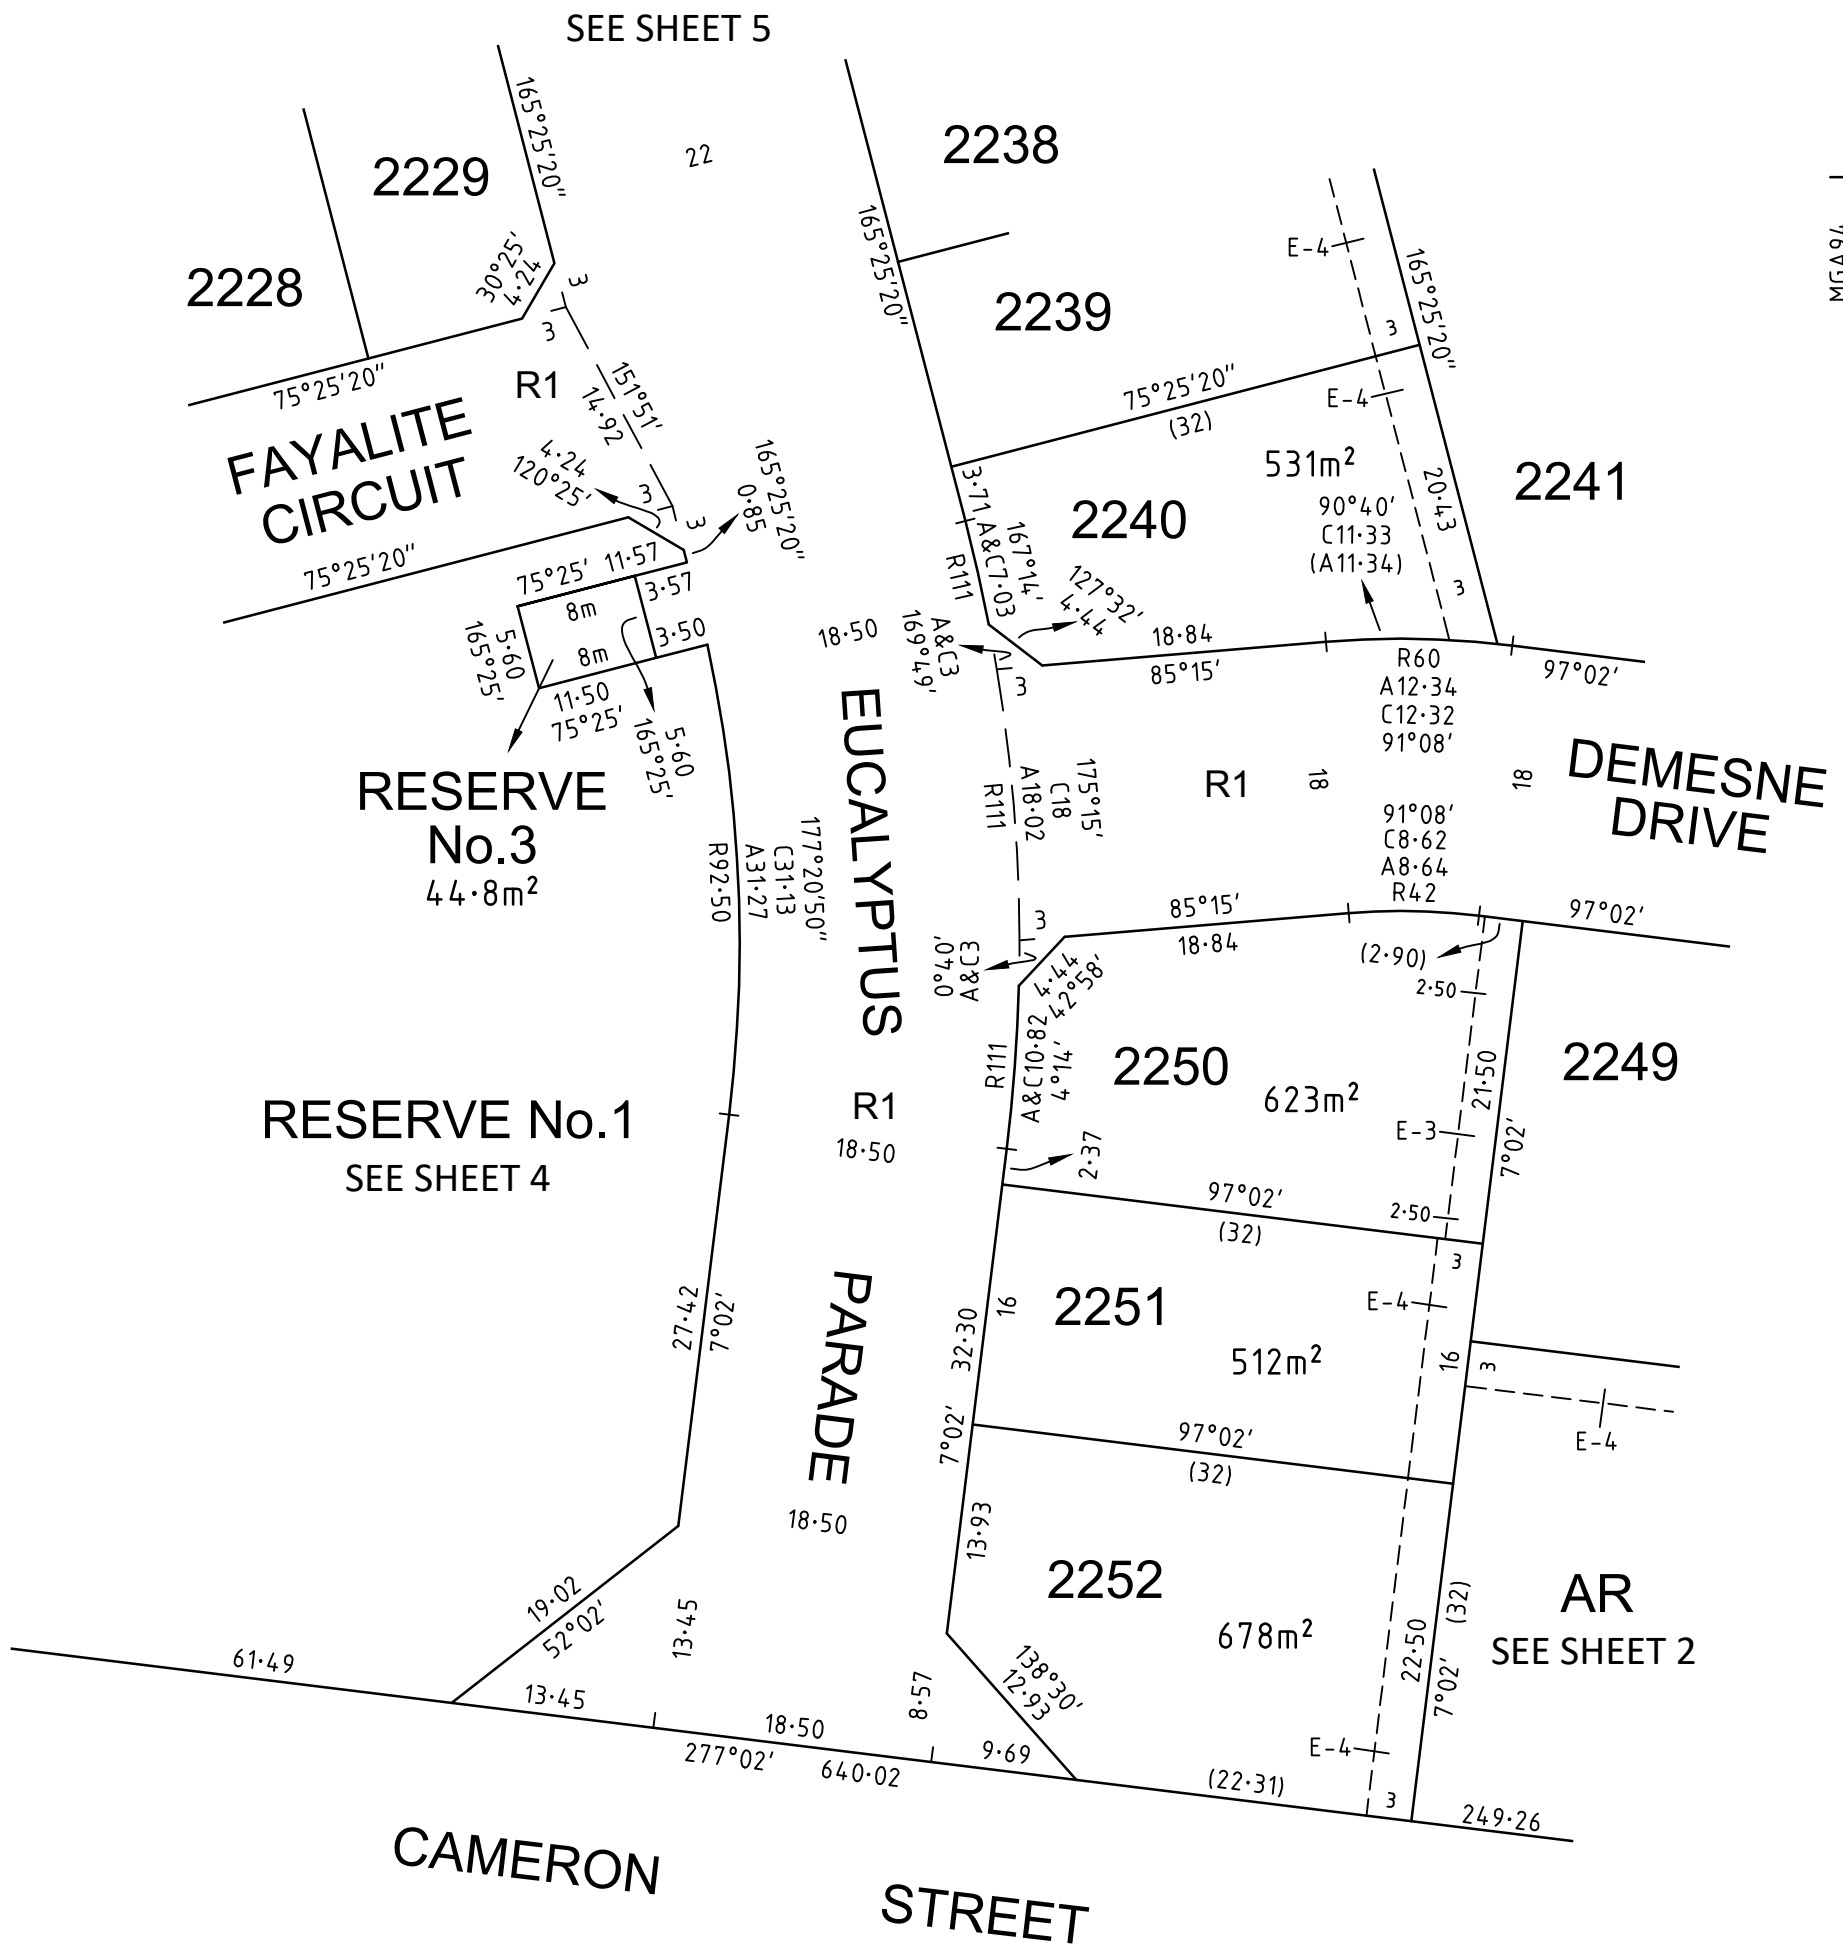 SEE SHEET 5
165°25'20"
22
2238
2229
2228
30°25'
4·24
3
3
165°25'20"
2239
E-4
165°25'20"
MGA94
75°25'20"
R1
FAYALITE
CIRCUIT
151°51'
14·92
4·24
120°25'
3
3
165°25'20"
0·85
75°25'20"
(32)
3
E-4
531m²
20·43
2241
3·71
2240
90°40'
C11·33
(A11·34)
3
R111
A&C7·03
167°14'
127°32'
4·44
75°25'20"
75°25'
11·57
8m
3·57
3·50
8m
5·60
165°25'
11·50
75°25'
5·60
165°25'
RESERVE
No.3
44·8m²
18·50
A&C3
169°49'
3
18·84
85·15'
R60
A12·34
C12·32
91°08'
97°02'
EUCALYPTUS
R111
A18·02
C18
175°15'
R1
18
18
DEMESNE
DRIVE
R92·50
A31·27
C31·13
177°20'50"
91°08'
C8·62
A8·64
R42
85°15'
18·84
97°02'
3
0°40'
A&C3
4·44
42°58'
(2·90)
2·50
R111
A&C10·82
4°14'
2250
623m²
21·50
2249
E-3
7°02'
RESERVE No.1
SEE SHEET 4
R1
18·50
2·37
97°02'
(32)
2·50
3
27·42
7°02'
PARADE
32·30
16
2251
E-4
512m²
16
3
7°02'
97°02'
(32)
E-4
18·50
13·93
2252
678m²
(32)
AR
SEE SHEET 2
19·02
52°02'
13·45
61·49
13·45
8·57
138°30'
12·93
22·50
7°02'
18·50
277°02'
640·02
9·69
E-4
(22·31)
3
249·26
CAMERON
STREET